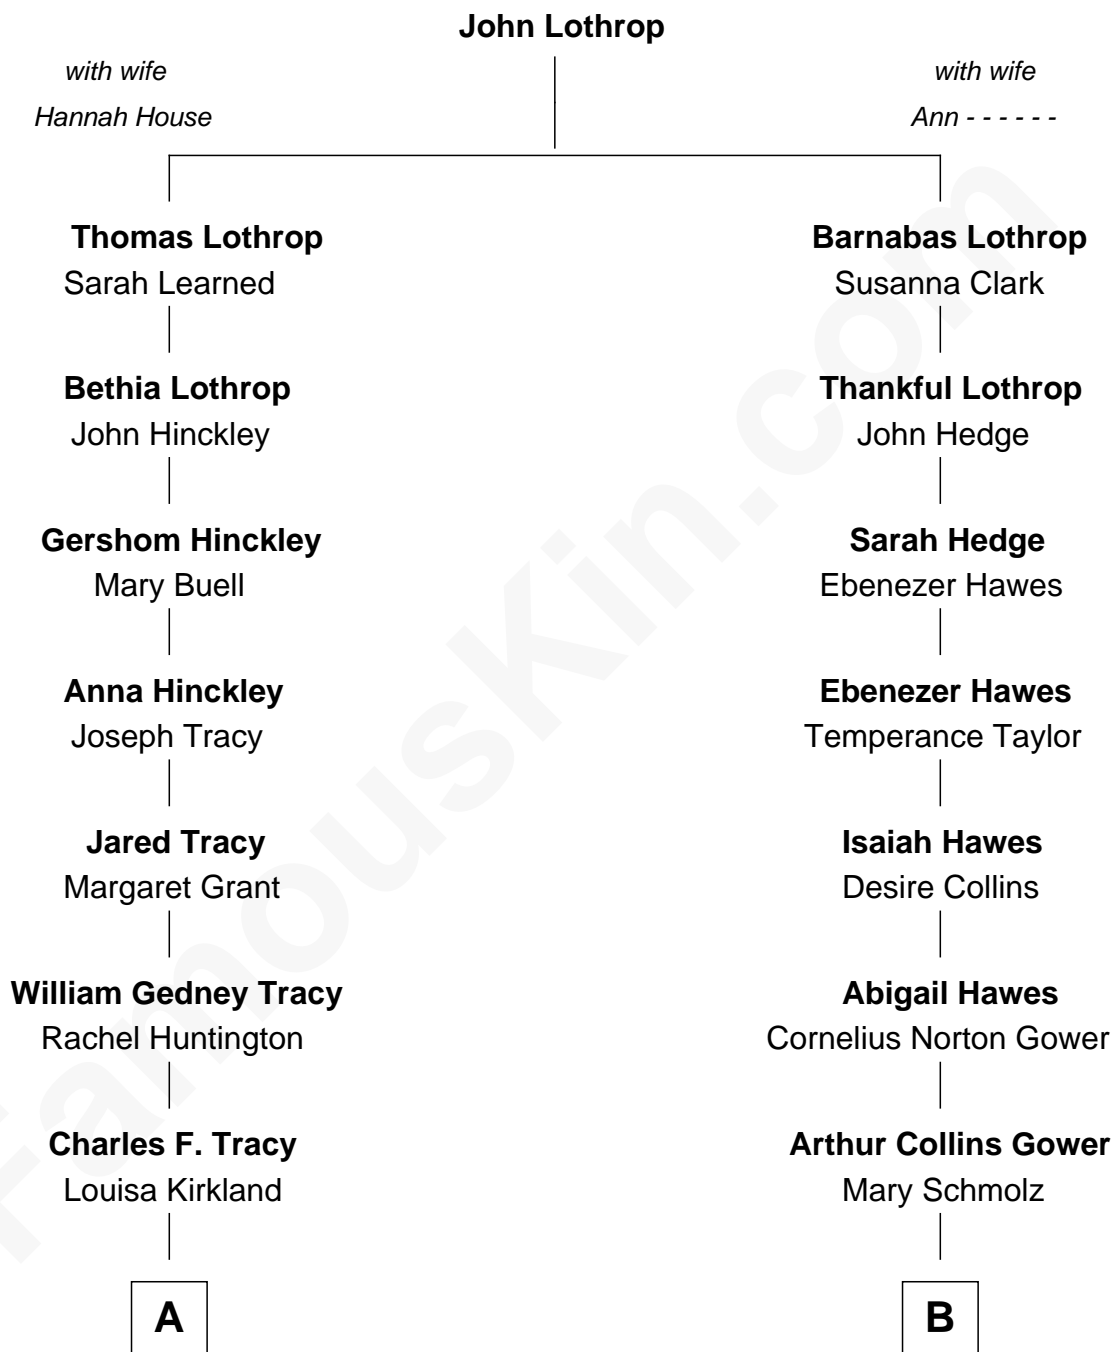 John Lothrop
with wife
Hannah House
with wife
Ann - - - - - -
Thomas Lothrop
Sarah Learned
Barnabas Lothrop
Susanna Clark
Bethia Lothrop
John Hinckley
Thankful Lothrop
John Hedge
Gershom Hinckley
Mary Buell
Sarah Hedge
Ebenezer Hawes
Anna Hinckley
Joseph Tracy
Ebenezer Hawes
Temperance Taylor
Jared Tracy
Margaret Grant
Isaiah Hawes
Desire Collins
William Gedney Tracy
Rachel Huntington
Abigail Hawes
Cornelius Norton Gower
Charles F. Tracy
Louisa Kirkland
Arthur Collins Gower
Mary Schmolz
A
B
FamousKin.com